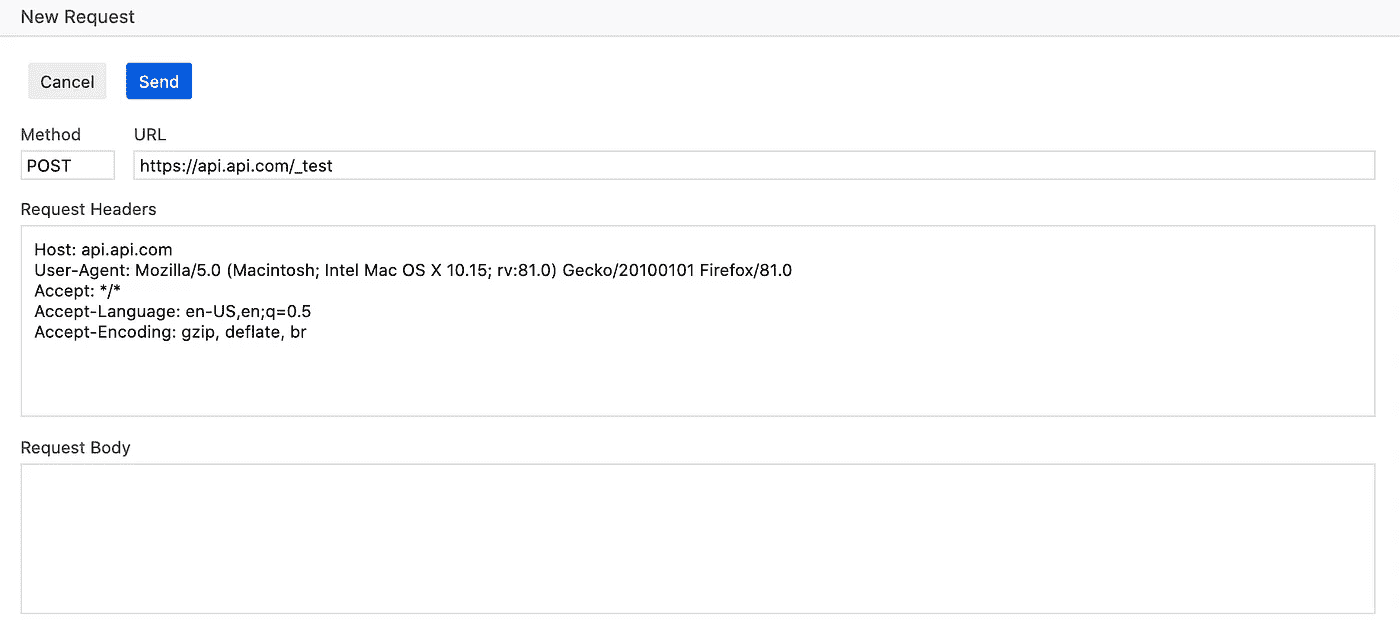 New Request
Cancel Send
Method URL
POST https://api.api.com/_test
Request Headers
Host: api.api.com
User-Agent: Mozilla/5.0 (Macintosh; Intel Mac OS X 10.15; rv:81.0) Gecko/20100101 Firefox/81.0
Accept: */*
Accept-Language: en-US,en;q=0.5
Accept-Encoding: gzip, deflate, br
Request Body